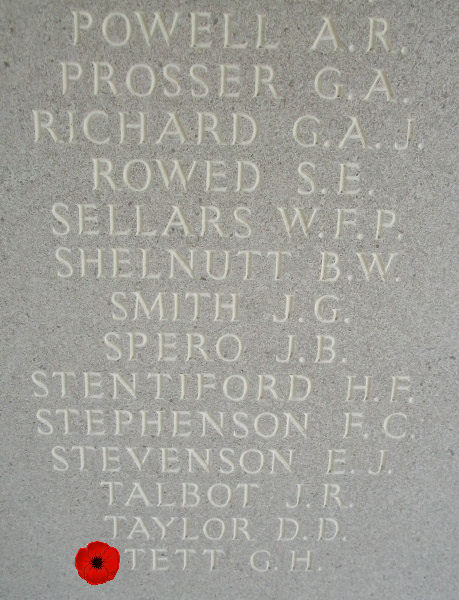 POWELL A.R.
PROSSER G.A.
RICHARD G.A.J.
ROWED S.E.
SELLARS W.F.P.
SHELNUTT B.W.
SMITH J.G.
SPERO J.B.
STENTIFORD H.F.
STEPHENSON F.C.
STEVENSON E.J.
TALBOT J.R.
TAYLOR D.D.
TETT G.H.